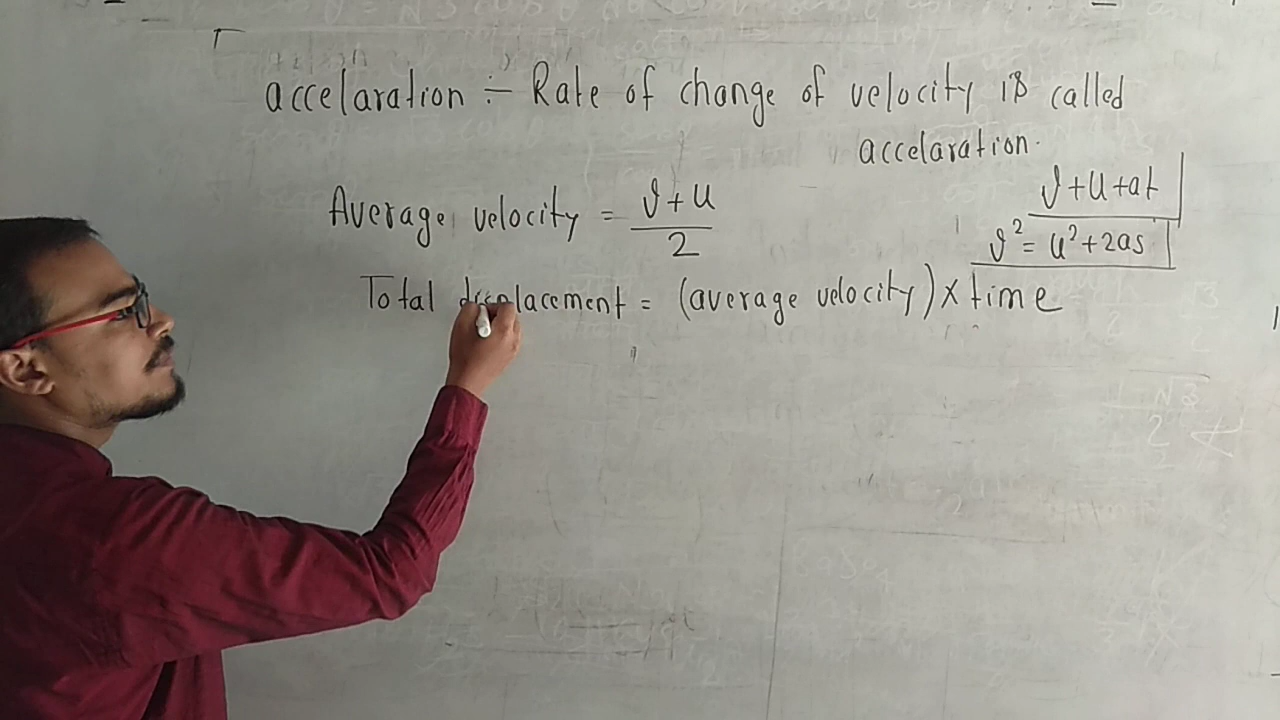 accelaration ÷ Rate of change of velocity is called
accelaration.
Average velocity = v+u/2
v+u+at
v² = u²+2as
Total displacement = (average velocity) × time